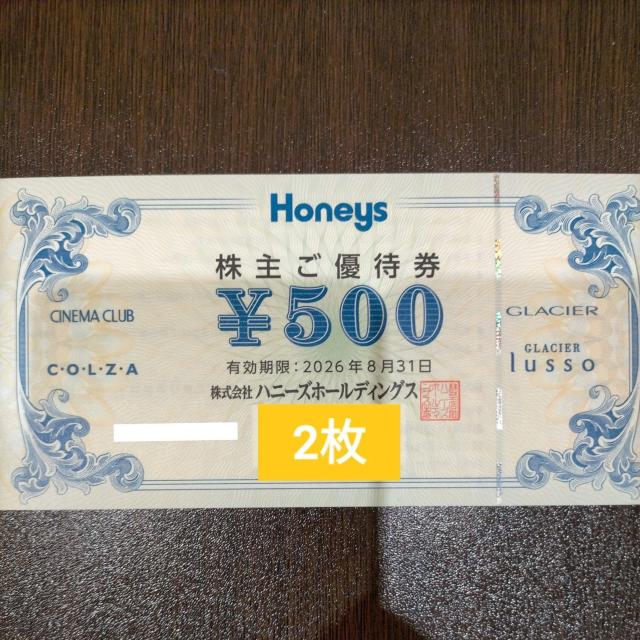 Honeys
株主ご優待券
¥500
CINEMA CLUB
C・O・L・Z・A
GLACIER
GLACIER
lusso
有効期限：2026年8月31日
株式会社ハニーズホールディングス
2枚